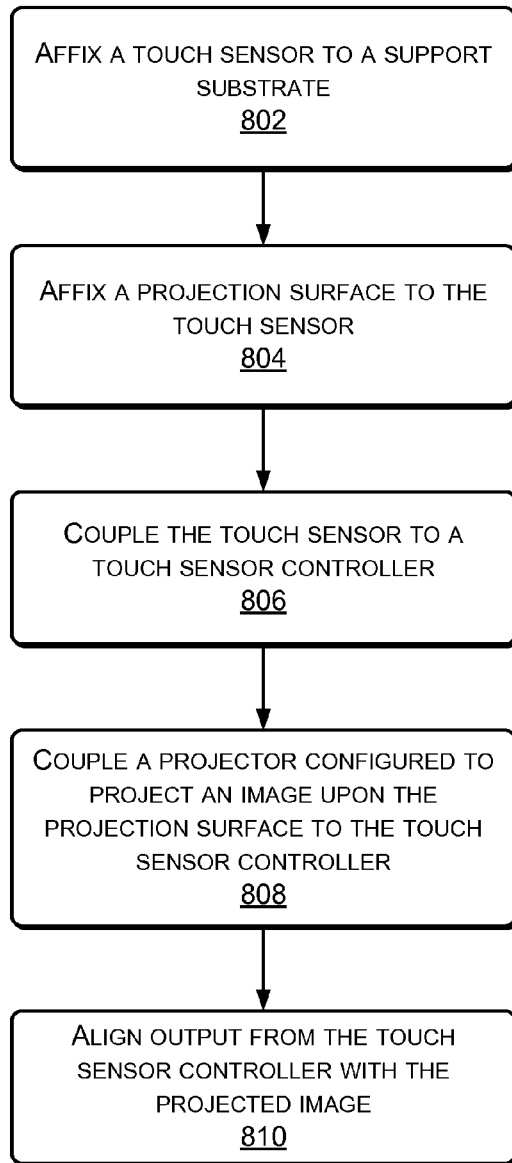 AFFIX A TOUCH SENSOR TO A SUPPORT
SUBSTRATE
802
AFFIX A PROJECTION SURFACE TO THE
TOUCH SENSOR
804
COUPLE THE TOUCH SENSOR TO A
TOUCH SENSOR CONTROLLER
806
COUPLE A PROJECTOR CONFIGURED TO
PROJECT AN IMAGE UPON THE
PROJECTION SURFACE TO THE TOUCH
SENSOR CONTROLLER
808
ALIGN OUTPUT FROM THE TOUCH
SENSOR CONTROLLER WITH THE
PROJECTED IMAGE
810